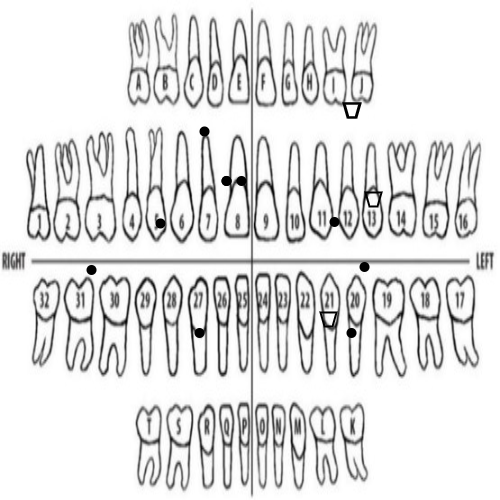 A B C D E F G H I J
1 2 3 4 6 7 8 9 10 11 12 13 14 15 16
RIGHT LEFT
32 31 30 29 28 27 26 25 24 23 22 21 20 19 18 17
T S R Q P O N M L K